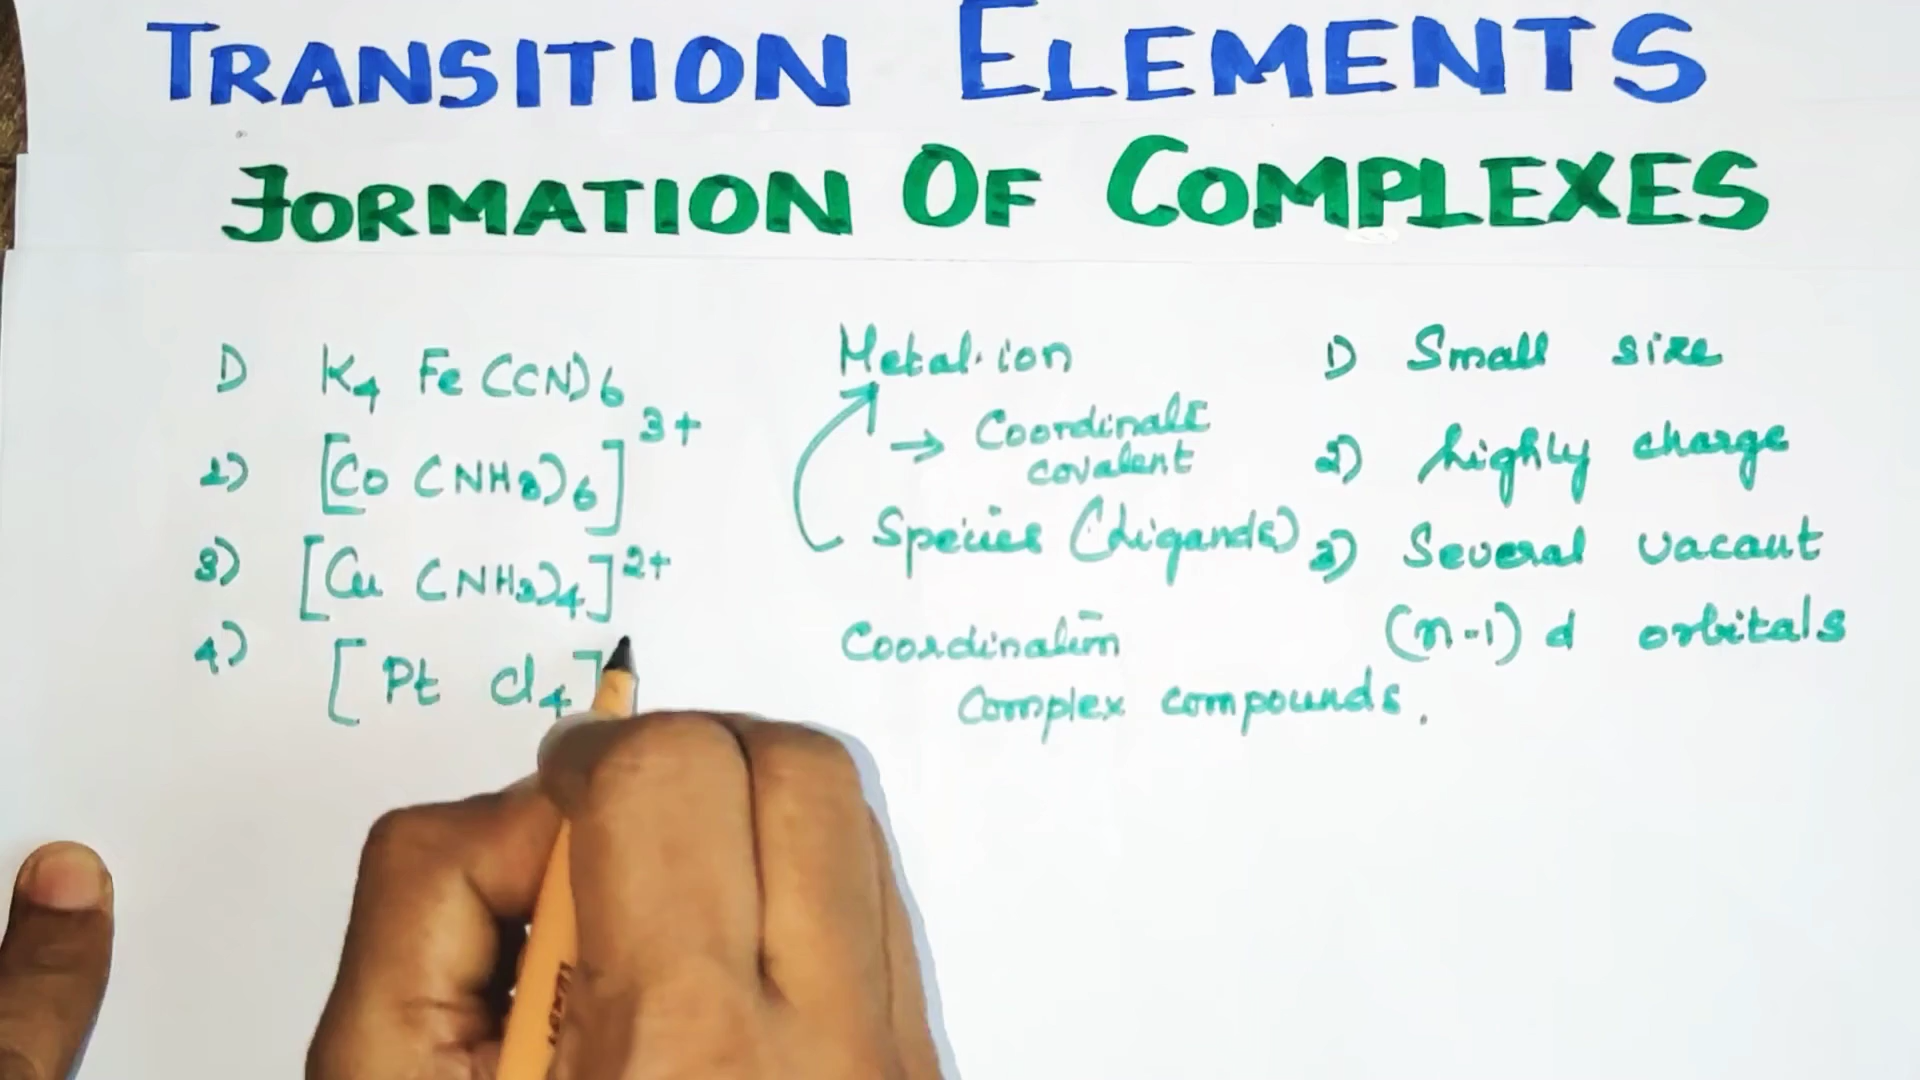 TRANSITION ELEMENTS
FORMATION OF COMPLEXES
1) K4 Fe (CN)6
2) [Co (NH3)6]3+
3) [Cu (NH3)4]2+
4) [Pt Cl4]
Metal ion
→ Coordinate
covalent
Species (Ligands)
Coordination
Complex compounds.
1) Small size
2) highly charge
3) Several vacant
(n-1) d orbitals